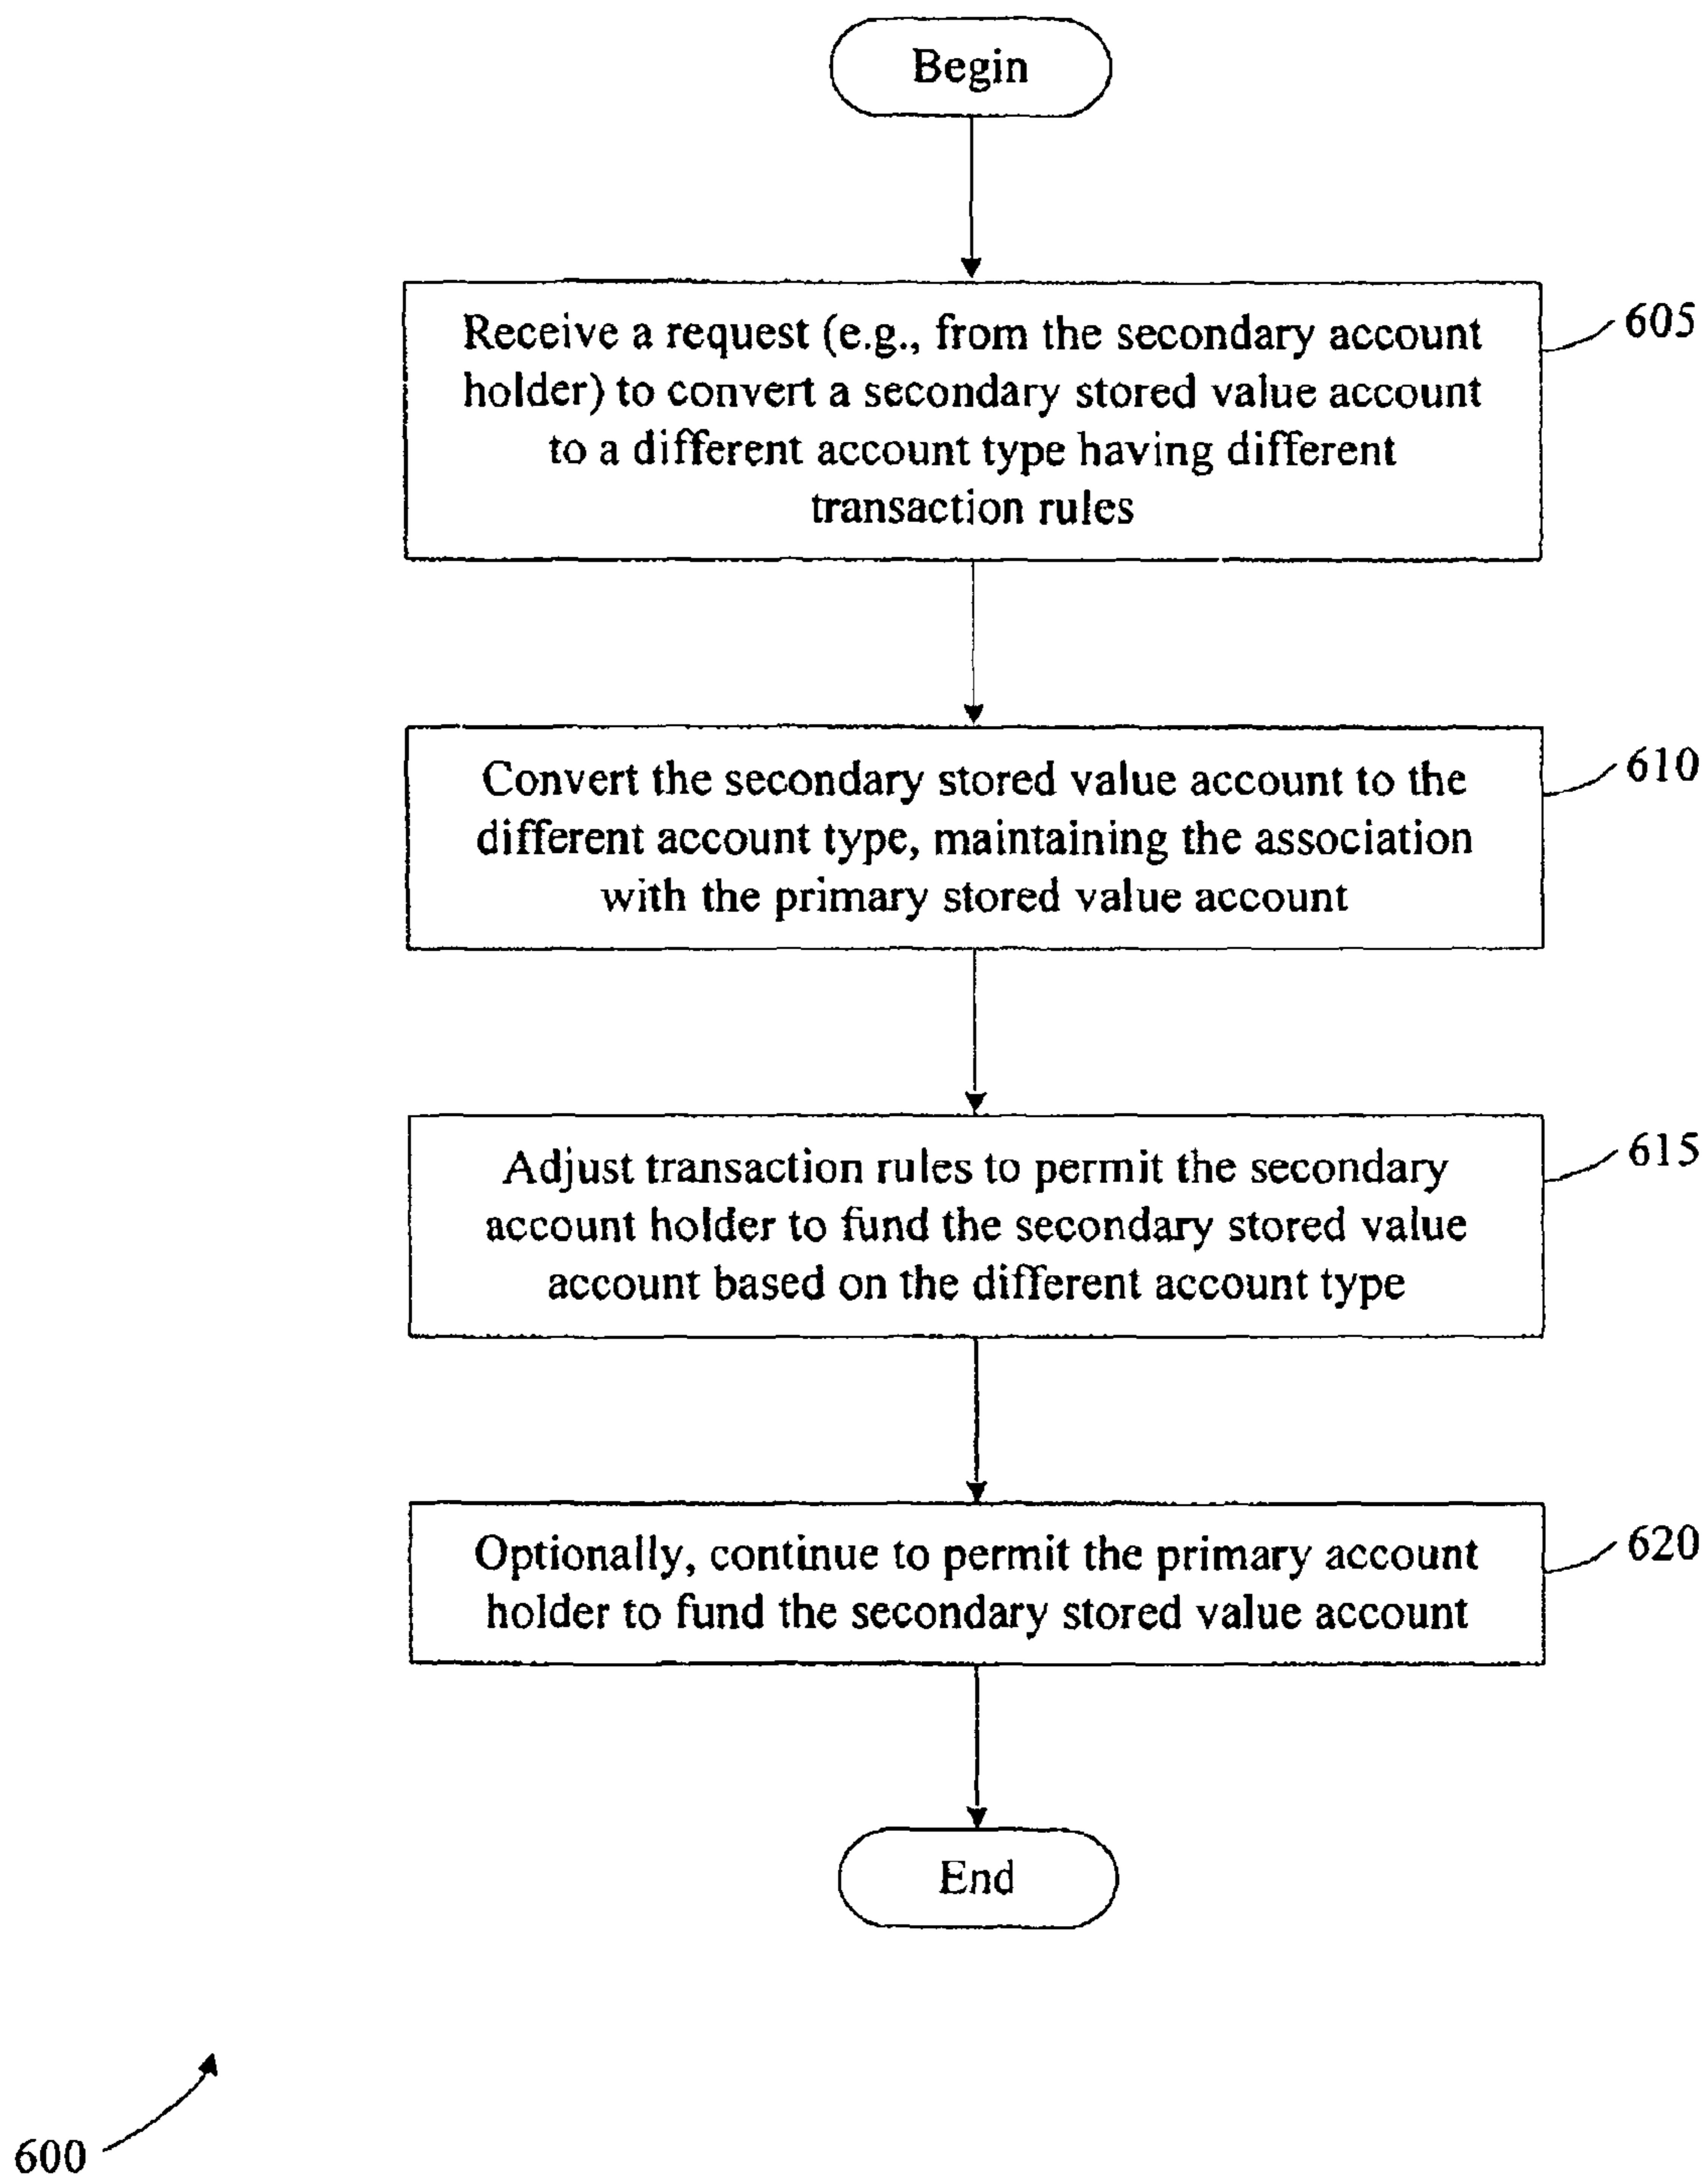 Begin
Receive a request (e.g., from the secondary account
holder) to convert a secondary stored value account
to a different account type having different
transaction rules
605
Convert the secondary stored value account to the
different account type, maintaining the association
with the primary stored value account
610
Adjust transaction rules to permit the secondary
account holder to fund the secondary stored value
account based on the different account type
615
Optionally, continue to permit the primary account
holder to fund the secondary stored value account
620
End
600